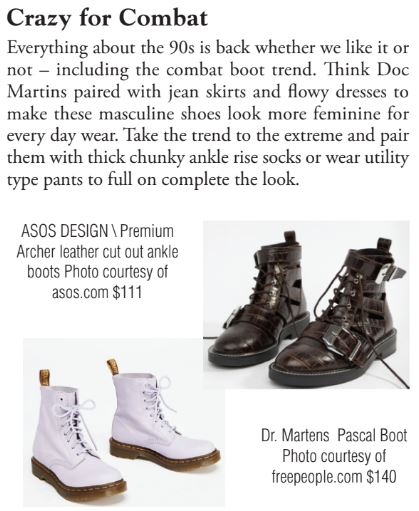 Crazy for Combat
Everything about the 90s is back whether we like it or
not – including the combat boot trend. Think Doc
Martins paired with jean skirts and flowy dresses to
make these masculine shoes look more feminine for
every day wear. Take the trend to the extreme and pair
them with thick chunky ankle rise socks or wear utility
type pants to full on complete the look.
ASOS DESIGN \ Premium
Archer leather cut out ankle
boots Photo courtesy of
asos.com $111
Dr. Martens Pascal Boot
Photo courtesy of
freepeople.com $140